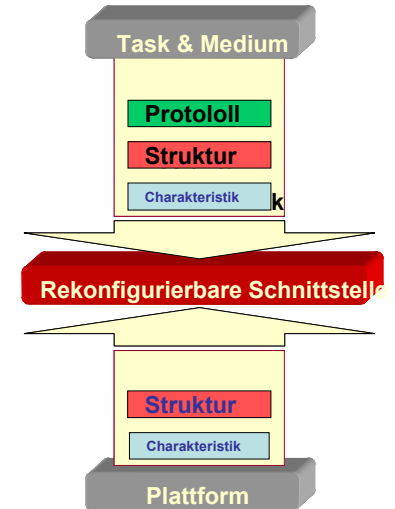 Task & Medium
Protololl
Struktur
Charakteristik
k
Rekonfigurierbare Schnittstelle
Struktur
Charakteristik
Plattform